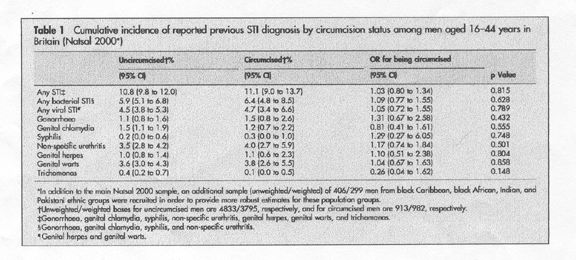 Table 1 Cumulative incidence of reported previous STI diagnosis by circumcision status among men aged 16–44 years in
Britain (Natsal 2000*)
Uncircumcised†% Circumcised†% OR for being circumcised
(95% CI) (95% CI) (95% CI) p Value
Any STI‡ 10.8 (9.8 to 12.0) 11.1 (9.0 to 13.7) 1.03 (0.80 to 1.34) 0.815
Any bacterial STI§ 5.9 (5.1 to 6.8) 6.4 (4.8 to 8.5) 1.09 (0.77 to 1.55) 0.628
Any viral STI¶ 4.5 (3.8 to 5.3) 4.7 (3.4 to 6.6) 1.05 (0.72 to 1.55) 0.789
Gonorrhoea 1.1 (0.8 to 1.6) 1.5 (0.8 to 2.6) 1.31 (0.67 to 2.58) 0.432
Genital chlamydia 1.5 (1.1 to 1.9) 1.2 (0.7 to 2.2) 0.81 (0.41 to 1.61) 0.555
Syphilis 0.2 (0.0 to 0.6) 0.3 (0.0 to 1.0) 1.29 (0.27 to 6.05) 0.748
Non-specific urethritis 3.5 (2.8 to 4.2) 4.0 (2.7 to 5.9) 1.17 (0.74 to 1.84) 0.501
Genital herpes 1.0 (0.8 to 1.4) 1.1 (0.6 to 2.3) 1.10 (0.51 to 2.38) 0.804
Genital warts 3.6 (3.0 to 4.3) 3.8 (2.6 to 5.5) 1.04 (0.67 to 1.63) 0.858
Trichomonas 0.4 (0.2 to 0.7) 0.1 (0.0 to 0.5) 0.26 (0.04 to 1.62) 0.148
*In addition to the main Natsal 2000 sample, an additional sample (unweighted/weighted) of 406/299 men from black Caribbean, black African, Indian, and
Pakistani ethnic groups were recruited in order to provide more robust estimates for these population groups.
†Unweighted/weighted bases for uncircumcised men are 4833/3795, respectively, and for circumcised men are 913/982, respectively.
‡Gonorrhoea, genital chlamydia, syphilis, non-specific urethritis, genital herpes, genital warts, and trichomonas.
§Gonorrhoea, genital chlamydia, syphilis, and non-specific urethritis.
¶Genital herpes and genital warts.